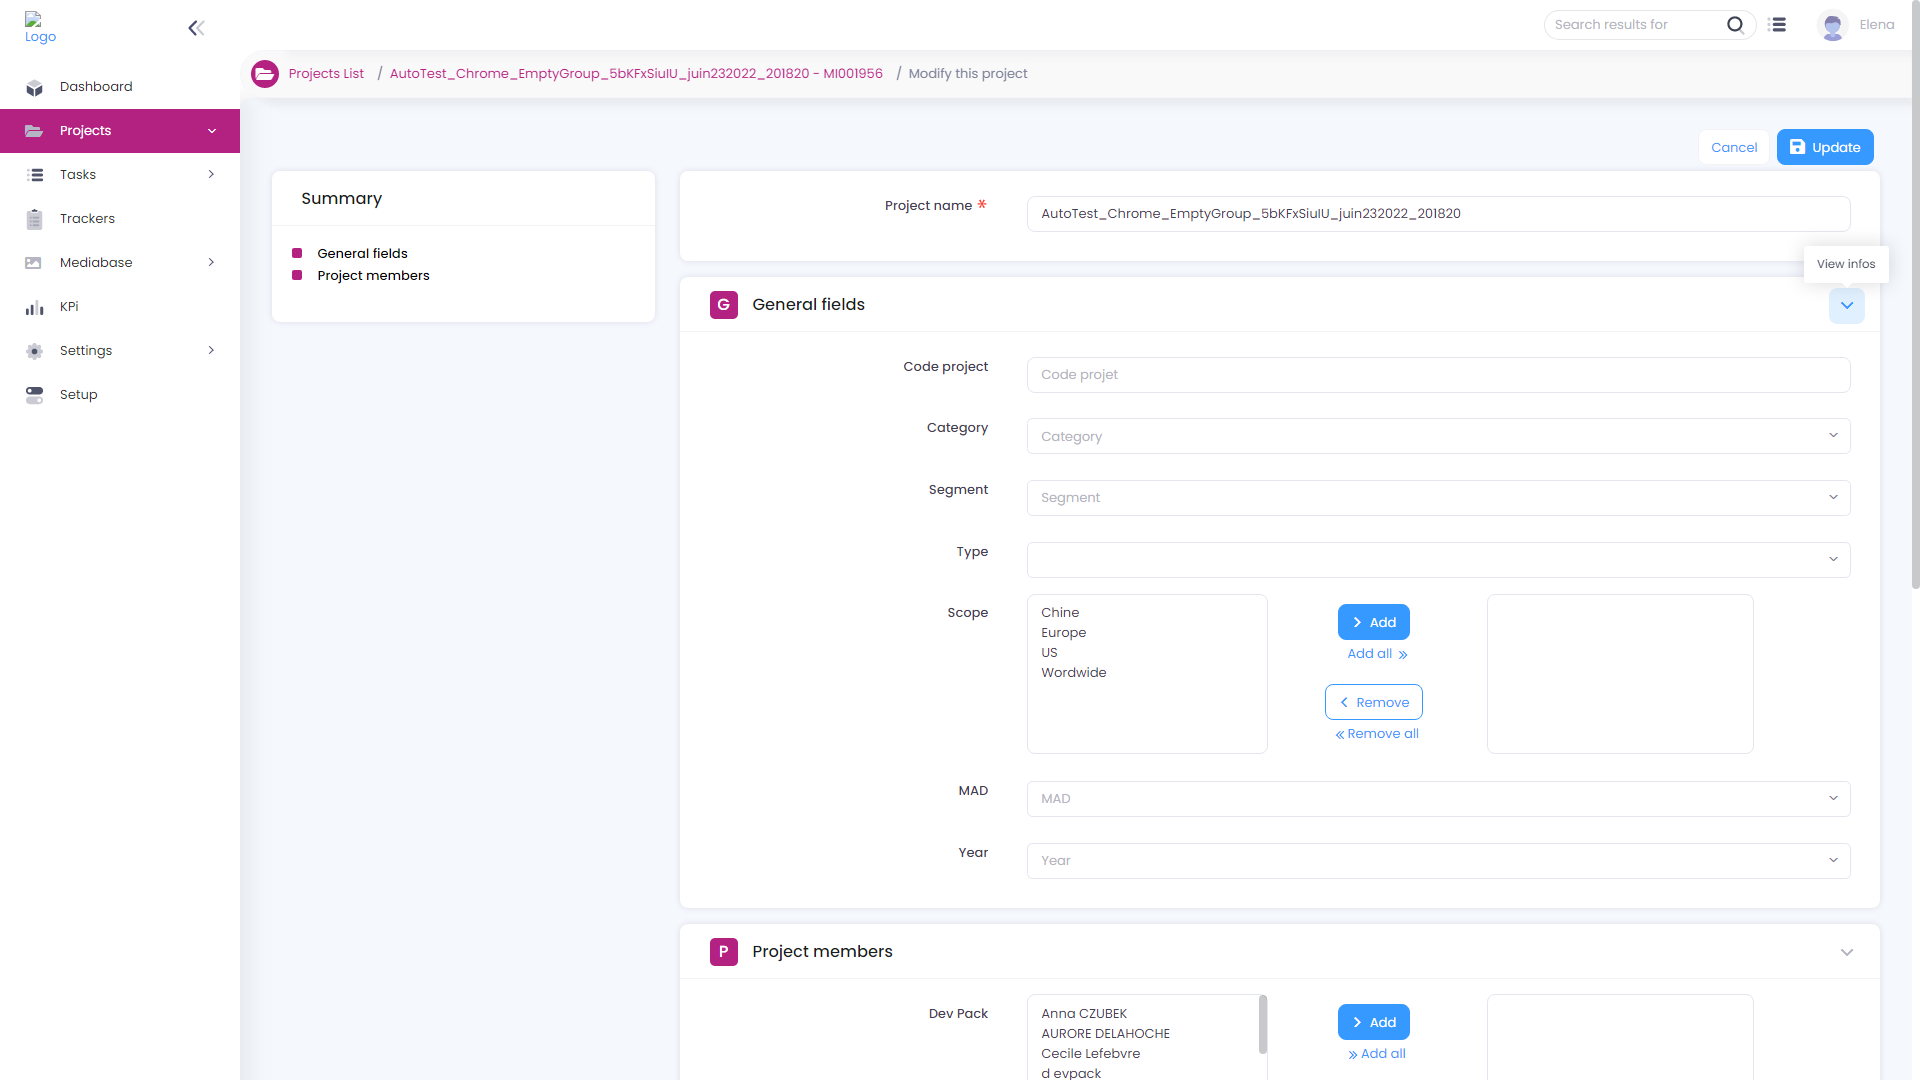 Logo
Search results for
Elena
Projects List / AutoTest_Chrome_EmptyGroup_5bKFxSiuIU_juin232022_201820 - MI001956 / Modify this project
Dashboard
Projects
Tasks
Trackers
Mediabase
KPi
Settings
Setup
Cancel
Update
Summary
General fields
Project members
Project name *
AutoTest_Chrome_EmptyGroup_5bKFxSiuIU_juin232022_201820
View infos
G General fields
Code project
Code projet
Category
Category
Segment
Segment
Type
Scope
Chine
Europe
US
Wordwide
Add
Add all
Remove
Remove all
MAD
MAD
Year
Year
P Project members
Dev Pack
Anna CZUBEK
AURORE DELAHOCHE
Cecile Lefebvre
d evpack
Add
Add all